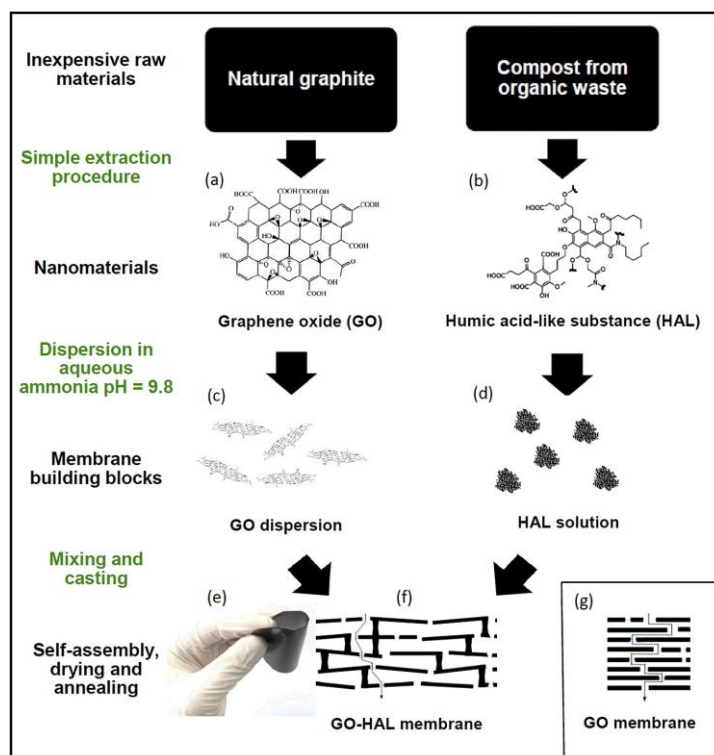 Inexpensive raw
materials
Natural graphite
Compost from
organic waste
Simple extraction
procedure
(a)
(b)
Nanomaterials
Graphene oxide (GO)
Humic acid-like substance (HAL)
Dispersion in
aqueous
ammonia pH = 9.8
(c)
(d)
Membrane
building blocks
GO dispersion
HAL solution
Mixing and
casting
(e)
(f)
(g)
Self-assembly,
drying and
annealing
GO-HAL membrane
GO membrane